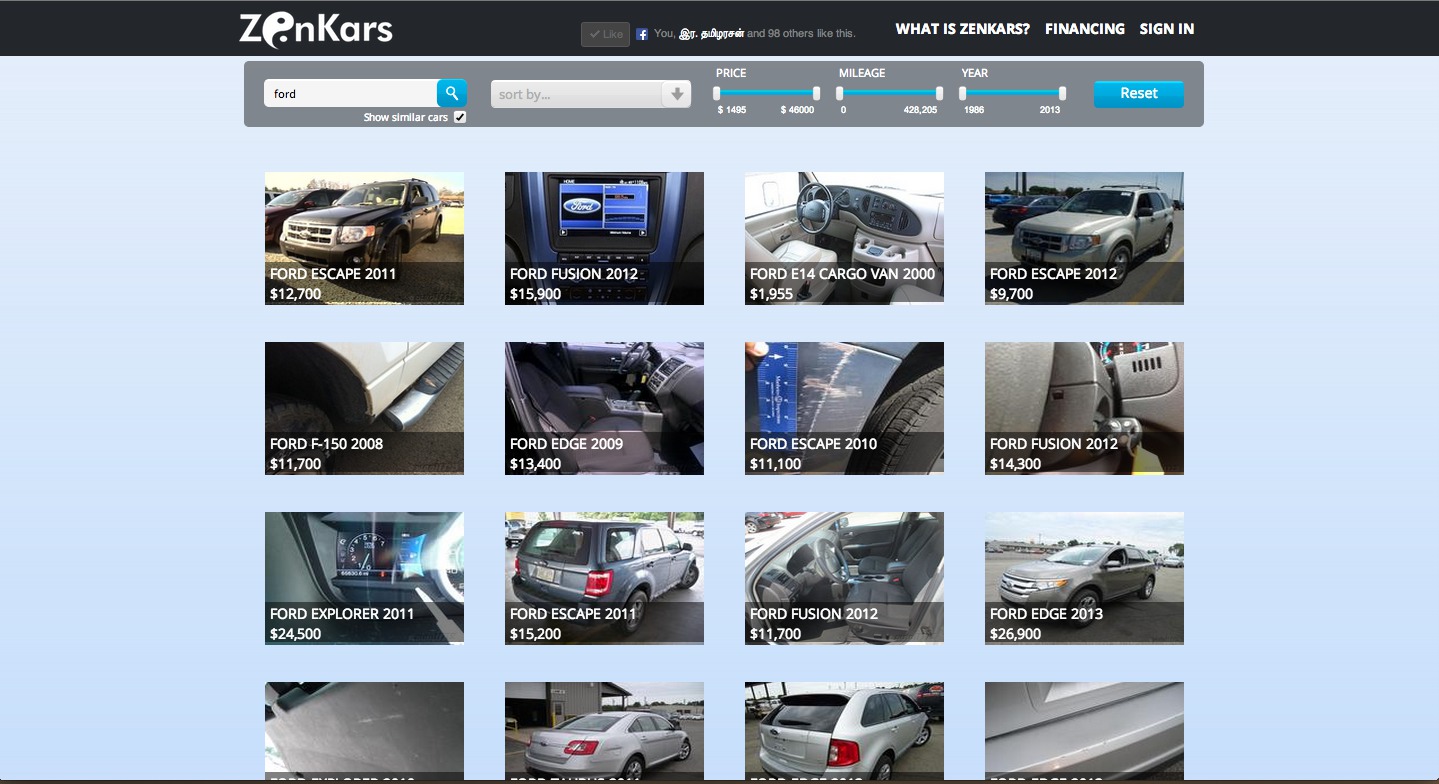 ZenKars
Like
You, இர. தமிழரசன் and 98 others like this.
WHAT IS ZENKARS? FINANCING SIGN IN
PRICE MILEAGE YEAR
ford
sort by...
Reset
$ 1495 $ 46000 0 428,205 1986 2013
Show similar cars
HOME
Ford
FORD ESCAPE 2011
$12,700
FORD FUSION 2012
$15,900
FORD E14 CARGO VAN 2000
$1,955
FORD ESCAPE 2012
$9,700
FORD F-150 2008
$11,700
FORD EDGE 2009
$13,400
FORD ESCAPE 2010
$11,100
FORD FUSION 2012
$14,300
FORD EXPLORER 2011
$24,500
FORD ESCAPE 2011
$15,200
FORD FUSION 2012
$11,700
FORD EDGE 2013
$26,900